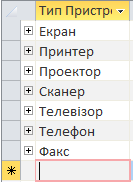 Тип Пристро
Екран
Принтер
Проектор
Сканер
Телевізор
Телефон
Факс